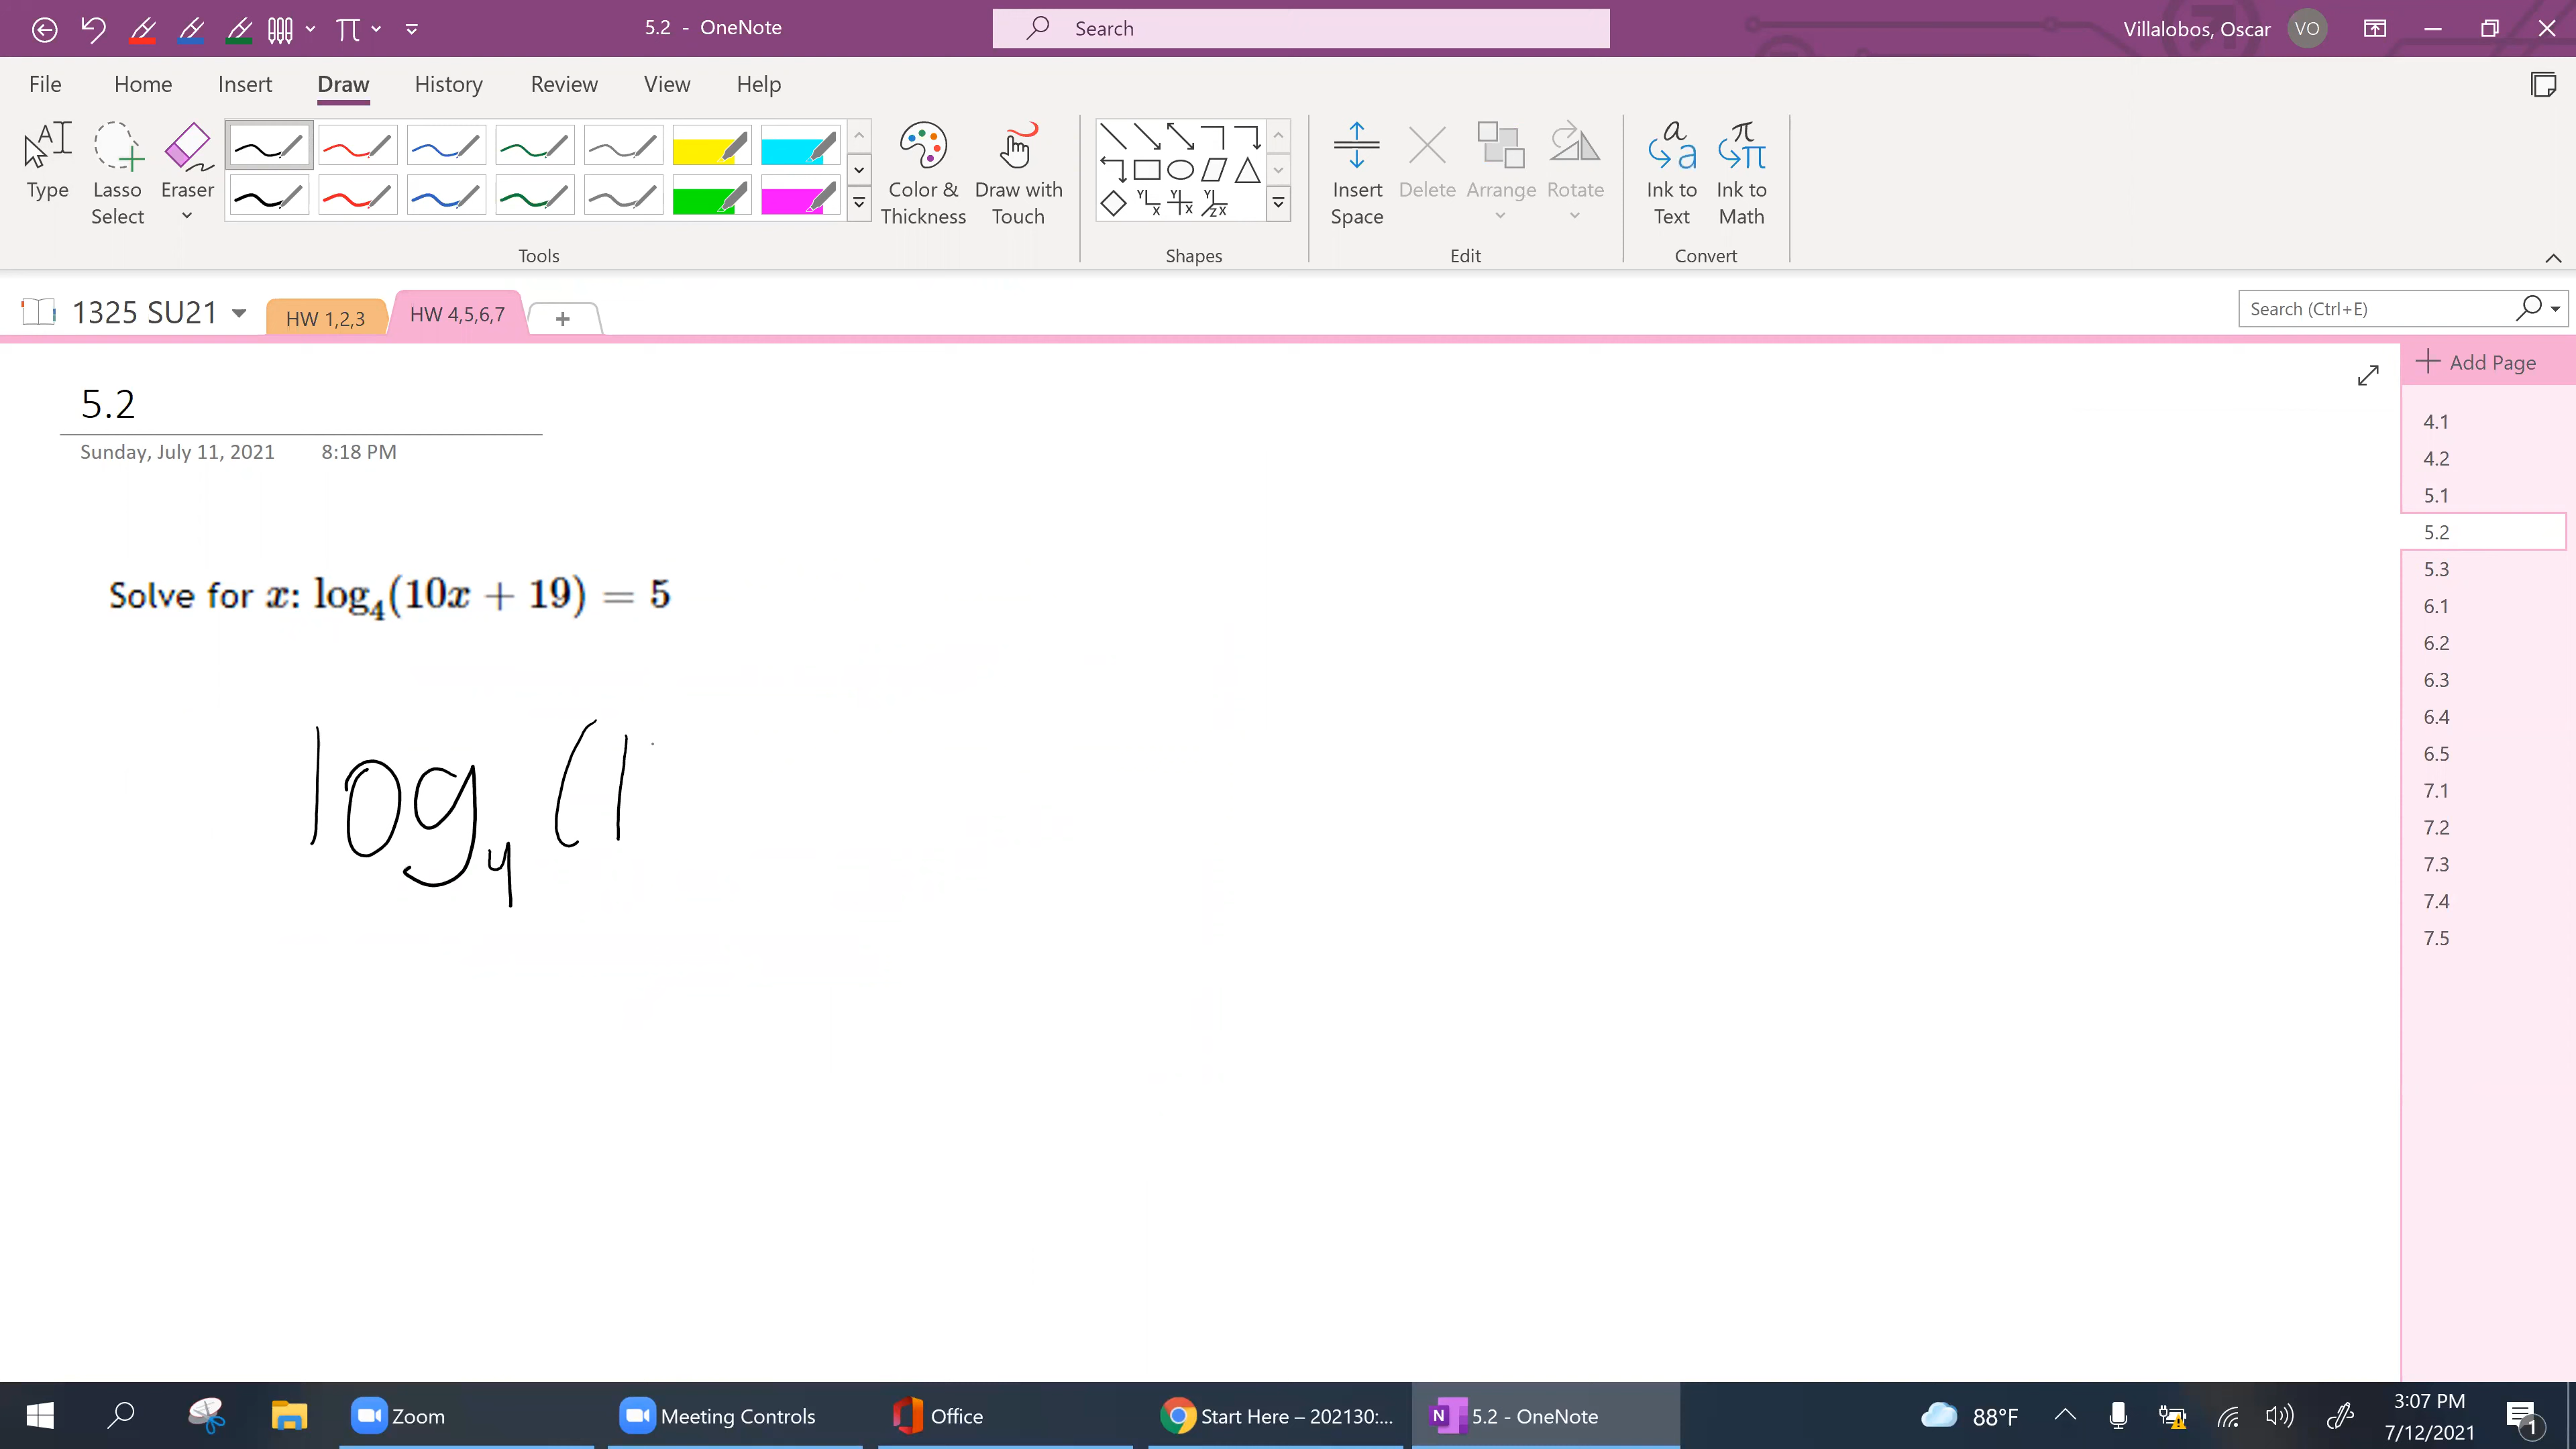 5.2 - OneNote
Search
Villalobos, Oscar VO
File Home Insert Draw History Review View Help
Type
Lasso Select
Eraser
Color & Thickness
Draw with Touch
Insert Space
Delete
Arrange
Rotate
Ink to Text
Ink to Math
Tools Shapes Edit Convert
1325 SU21 HW 1,2,3 HW 4,5,6,7 +
Search (Ctrl+E)
Add Page
5.2
Sunday, July 11, 2021 8:18 PM
Solve for x: log₄(10x + 19) = 5
log₄ (1
4.1
4.2
5.1
5.2
5.3
6.1
6.2
6.3
6.4
6.5
7.1
7.2
7.3
7.4
7.5
Zoom Meeting Controls Office Start Here – 202130:... 5.2 - OneNote
88°F
3:07 PM
7/12/2021
1